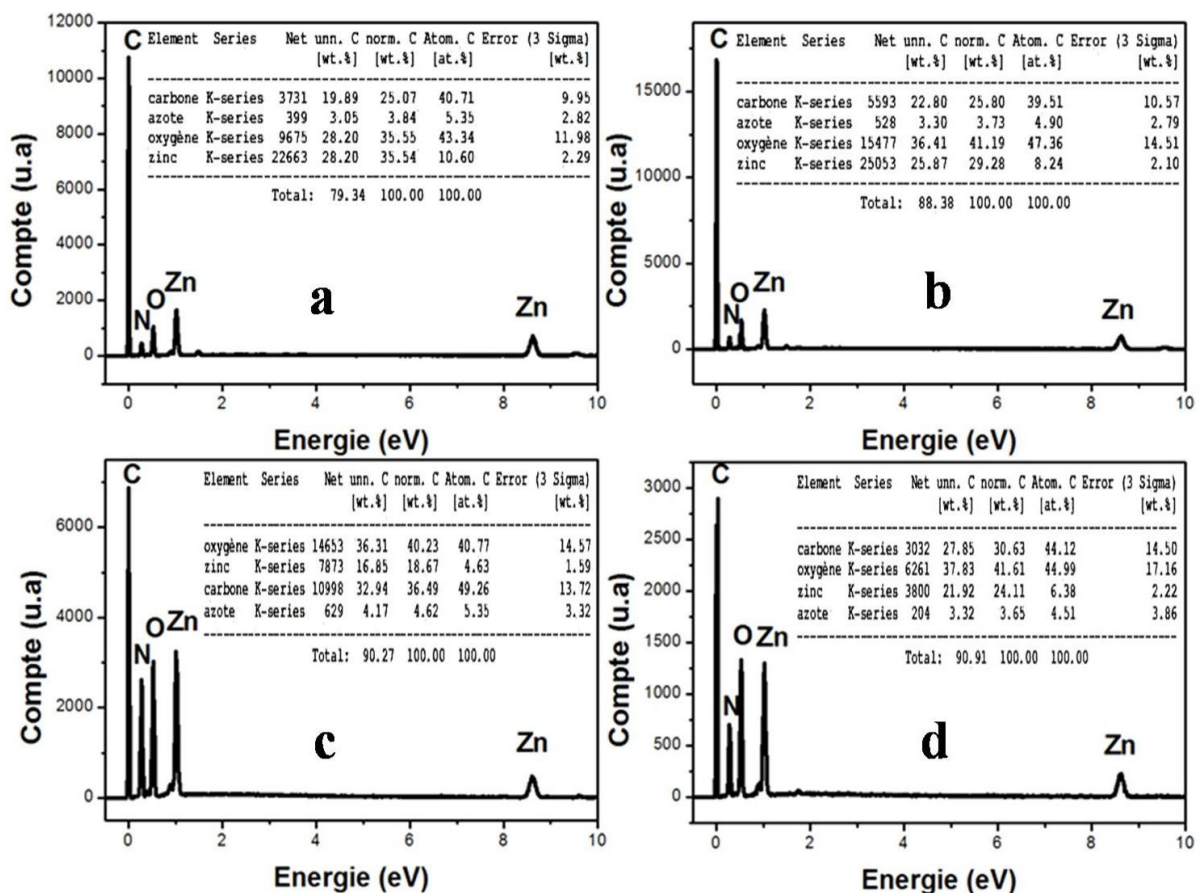 12000
10000
8000
6000
4000
2000
0
Compte (u.a)
C
N
O
Zn
Zn
Element Series Net unn. C norm. C Atom. C Error (3 Sigma)
[wt.%] [wt.%] [at.%] [wt.%]
carbone K-series 3731 19.89 25.07 40.71 9.95
azote K-series 399 3.05 3.84 5.35 2.82
oxygène K-series 9675 28.20 35.55 43.34 11.98
zinc K-series 22663 28.20 35.54 10.60 2.29
Total: 79.34 100.00 100.00
a
0 2 4 6 8 10
Energie (eV)
15000
10000
5000
0
Compte (u.a)
C
N
O
Zn
Zn
Element Series Net unn. C norm. C Atom. C Error (3 Sigma)
[wt.%] [wt.%] [at.%] [wt.%]
carbone K-series 5593 22.80 25.80 39.51 10.57
azote K-series 528 3.30 3.73 4.90 2.79
oxygène K-series 15477 36.41 41.19 47.36 14.51
zinc K-series 25053 25.87 29.28 8.24 2.10
Total: 88.38 100.00 100.00
b
0 2 4 6 8 10
Energie (eV)
6000
4000
2000
0
Compte (u.a)
C
N
O
Zn
Zn
Element Series Net unn. C norm. C Atom. C Error (3 Sigma)
[wt.%] [wt.%] [at.%] [wt.%]
oxygène K-series 14653 36.31 40.23 40.77 14.57
zinc K-series 7873 16.85 18.67 4.63 1.59
carbone K-series 10998 32.94 36.49 49.26 13.72
azote K-series 629 4.17 4.62 5.35 3.32
Total: 90.27 100.00 100.00
c
0 2 4 6 8 10
Energie (eV)
3000
2500
2000
1500
1000
500
0
Compte (u.a)
C
N
O
Zn
Zn
Element Series Net unn. C norm. C Atom. C Error (3 Sigma)
[wt.%] [wt.%] [at.%] [wt.%]
carbone K-series 3032 27.85 30.63 44.12 14.50
oxygène K-series 6261 37.83 41.61 44.99 17.16
zinc K-series 3800 21.92 24.11 6.38 2.22
azote K-series 204 3.32 3.65 4.51 3.86
Total: 90.91 100.00 100.00
d
0 2 4 6 8 10
Energie (eV)